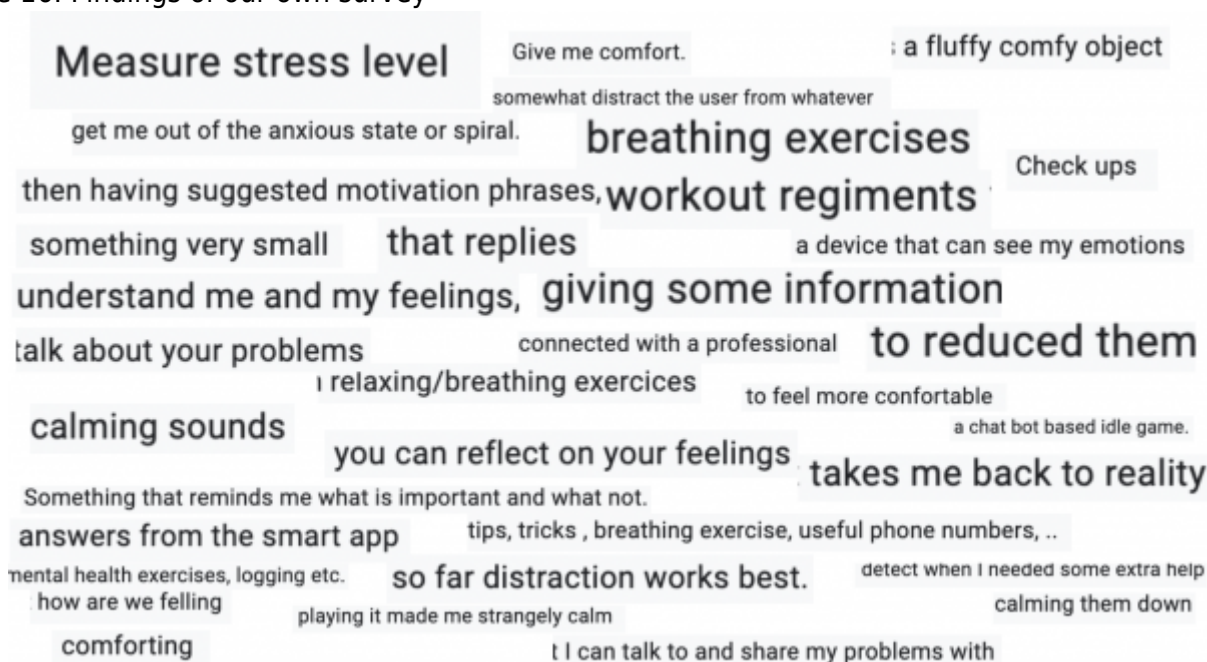 10. Findings of our own survey
Measure stress level
Give me comfort.
a fluffy comfy object
somewhat distract the user from whatever
get me out of the anxious state or spiral.
breathing exercises
Check ups
then having suggested motivation phrases,
workout regiments
something very small
that replies
a device that can see my emotions
understand me and my feelings,
giving some information
talk about your problems
connected with a professional
to reduced them
relaxing/breathing exercices
to feel more confortable
calming sounds
a chat bot based idle game.
you can reflect on your feelings
takes me back to reality
Something that reminds me what is important and what not.
answers from the smart app
tips, tricks , breathing exercise, useful phone numbers, ..
mental health exercises, logging etc.
so far distraction works best.
detect when I needed some extra help
how are we felling
playing it made me strangely calm
calming them down
comforting
t I can talk to and share my problems with